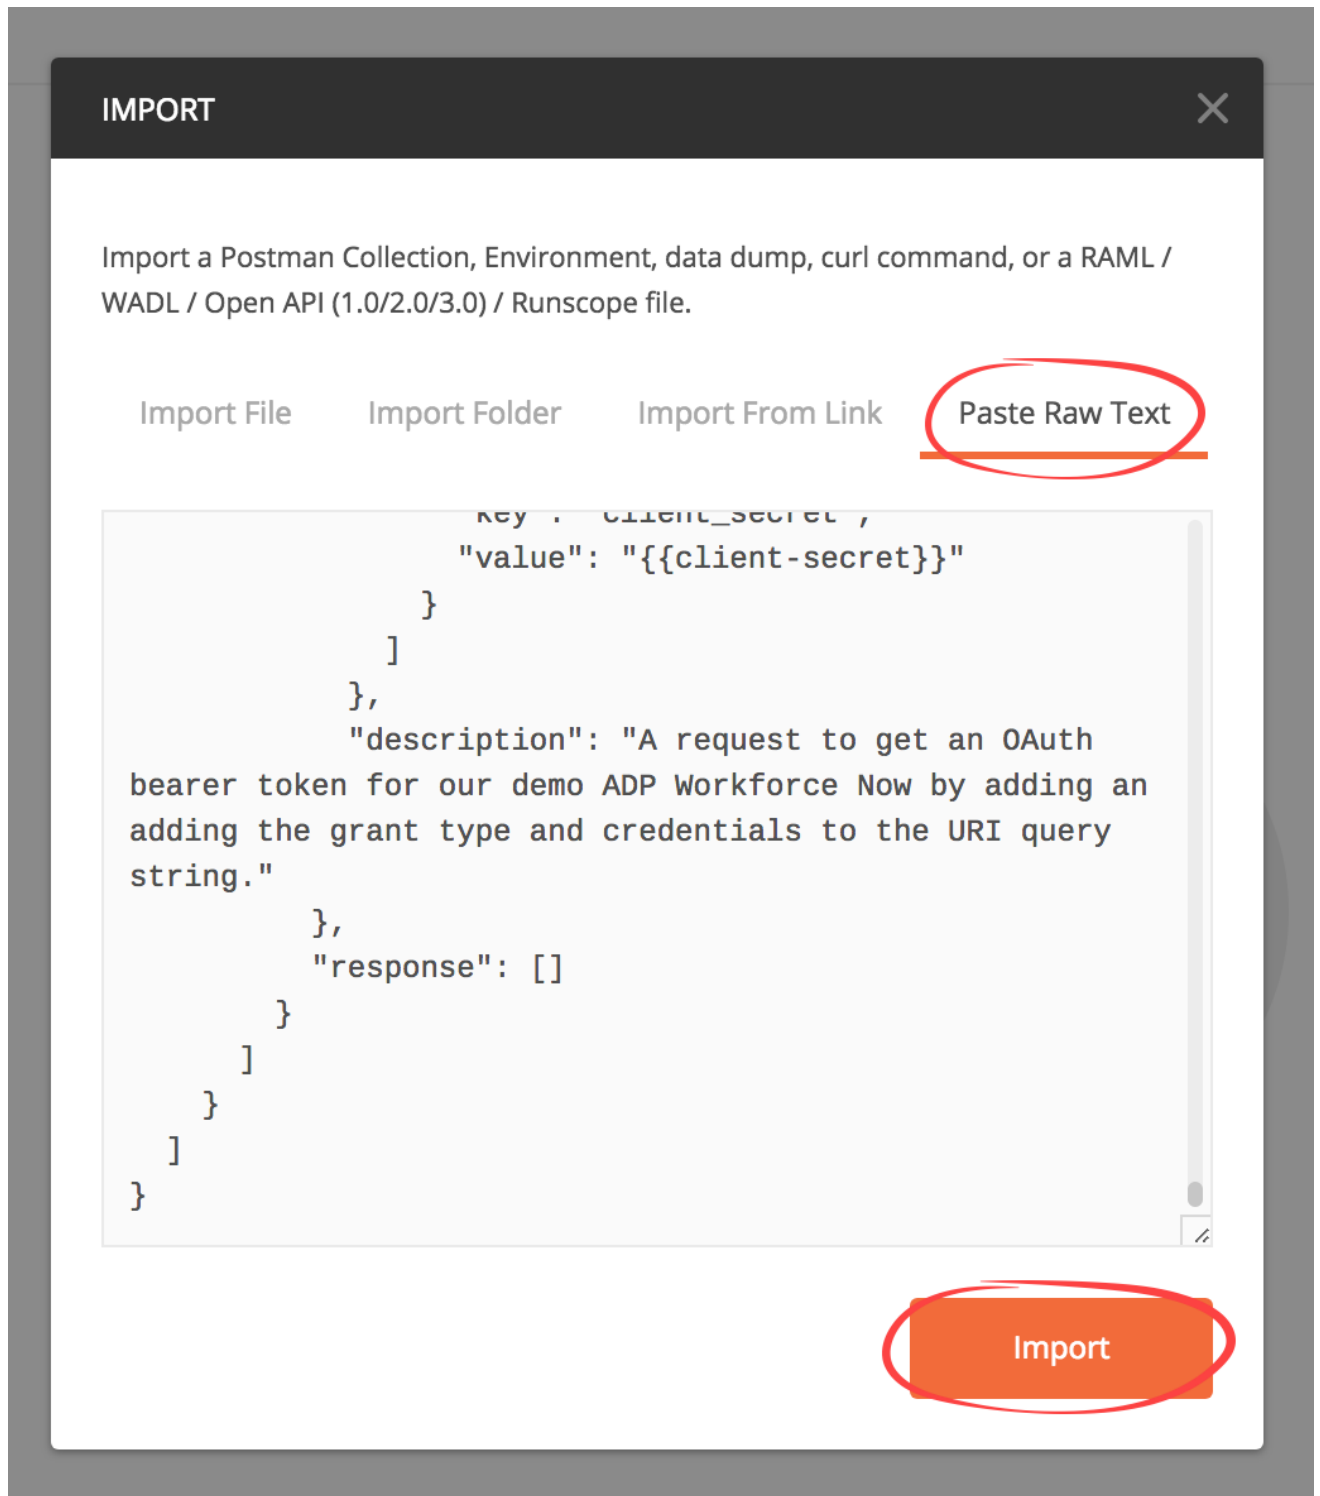 IMPORT
Import a Postman Collection, Environment, data dump, curl command, or a RAML /
WADL / Open API (1.0/2.0/3.0) / Runscope file.
Import File Import Folder Import From Link Paste Raw Text
"key": "client_secret",
"value": "{{client-secret}}"
}
]
},
"description": "A request to get an OAuth
bearer token for our demo ADP Workforce Now by adding an
adding the grant type and credentials to the URI query
string."
},
"response": []
}
]
}
]
}
Import